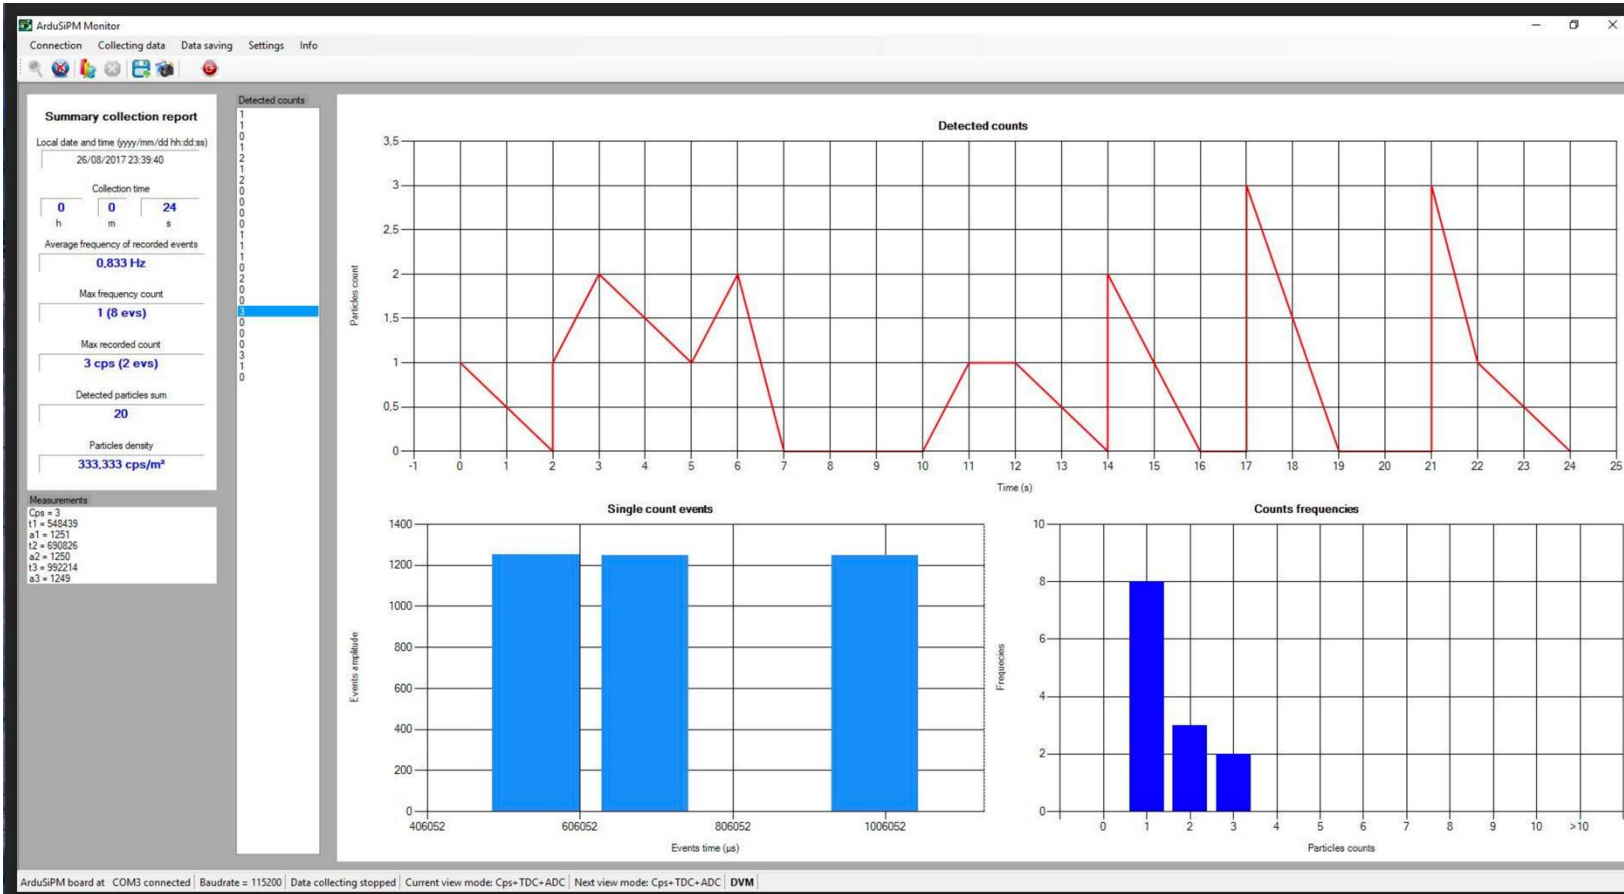 ArduSiPM Monitor
Connection Collecting data Data saving Settings Info
Summary collection report
Local date and time (yyyy/mm/dd hh:dd:ss)
26/08/2017 23:39:40
Collection time
0 0 24
h m s
Average frequency of recorded events
0,833 Hz
Max frequency count
1 (8 evs)
Max recorded count
3 cps (2 evs)
Detected particles sum
20
Particles density
333,333 cps/m²
Measurements
Cps = 3
t1 = 548439
a1 = 1251
t2 = 690826
a2 = 1250
t3 = 992214
a3 = 1249
Detected counts
1
1
0
1
2
1
2
0
0
0
0
1
1
1
0
2
0
0
3
0
0
0
3
1
0
Detected counts
3,5
3
2,5
2
1,5
1
0,5
0
Particles count
-1 0 1 2 3 4 5 6 7 8 9 10 11 12 13 14 15 16 17 18 19 20 21 22 23 24 25
Time (s)
Single count events
1400
1200
1000
800
600
400
200
0
Events amplitude
406052 606052 806052 1006052
Events time (µs)
Counts frequencies
10
8
6
4
2
0
Frequecies
0 1 2 3 4 5 6 7 8 9 10 >10
Particles counts
ArduSiPM board at COM3 connected Baudrate = 115200 Data collecting stopped Current view mode: Cps+TDC+ADC Next view mode: Cps+TDC+ADC DVM